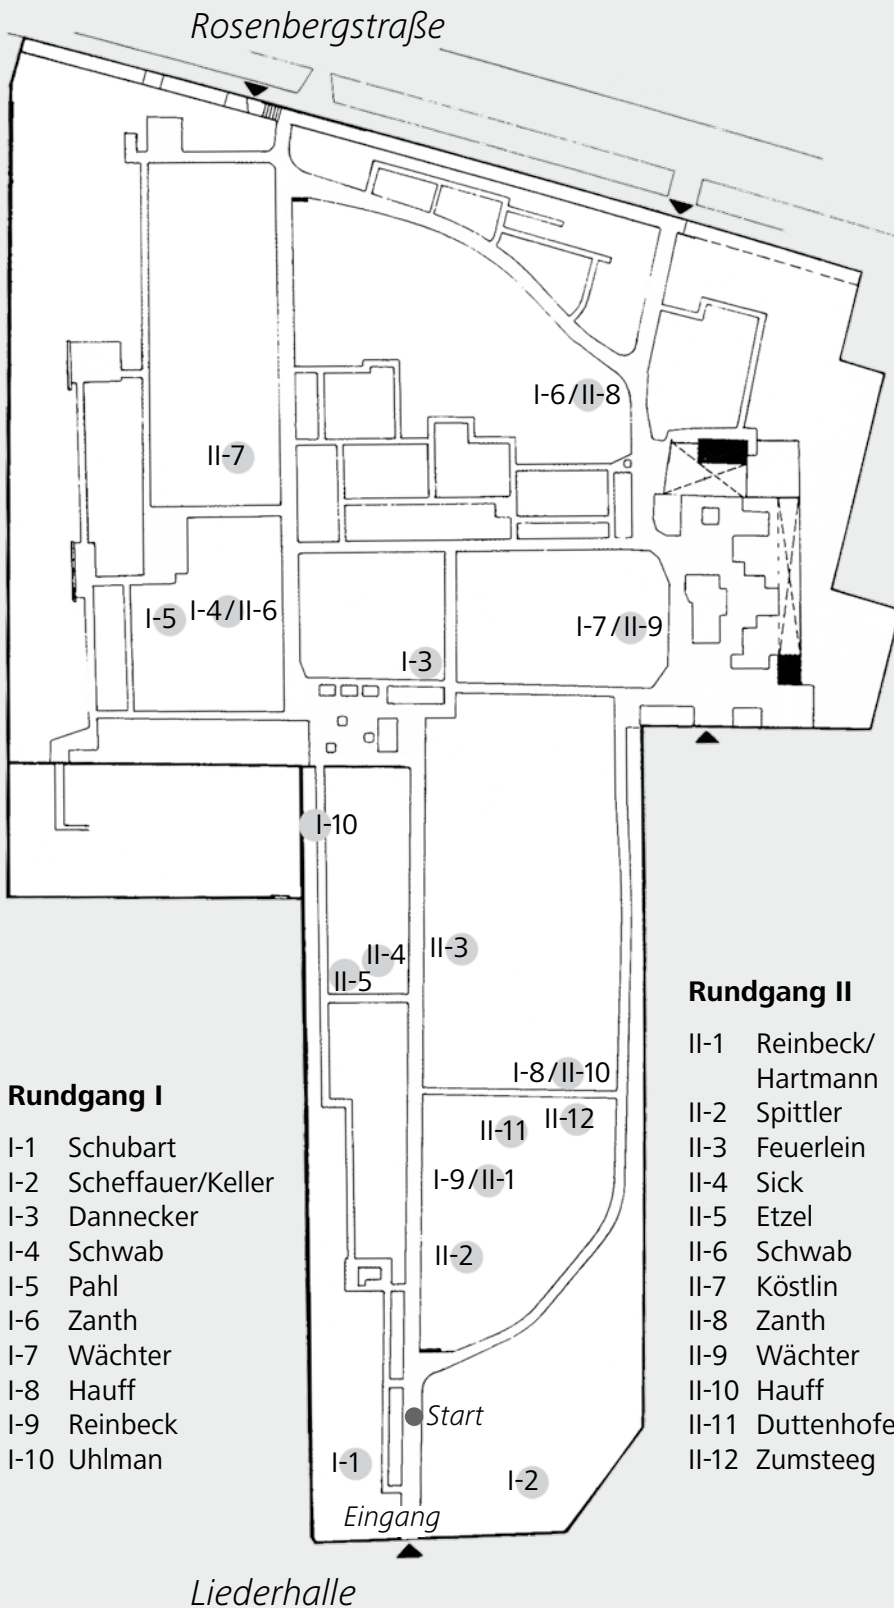 Rosenbergstraße
I-6/II-8
II-7
I-5
I-4/II-6
I-7/II-9
I-3
I-10
II-3
II-4
II-5
I-8/II-10
II-11
II-12
I-9/II-1
II-2
Start
I-1
I-2
Eingang
Liederhalle
Rundgang I
I-1 Schubart
I-2 Scheffauer/Keller
I-3 Dannecker
I-4 Schwab
I-5 Pahl
I-6 Zanth
I-7 Wächter
I-8 Hauff
I-9 Reinbeck
I-10 Uhlman
Rundgang II
II-1 Reinbeck/
Hartmann
II-2 Spittler
II-3 Feuerlein
II-4 Sick
II-5 Etzel
II-6 Schwab
II-7 Köstlin
II-8 Zanth
II-9 Wächter
II-10 Hauff
II-11 Duttenhofe
II-12 Zumsteeg